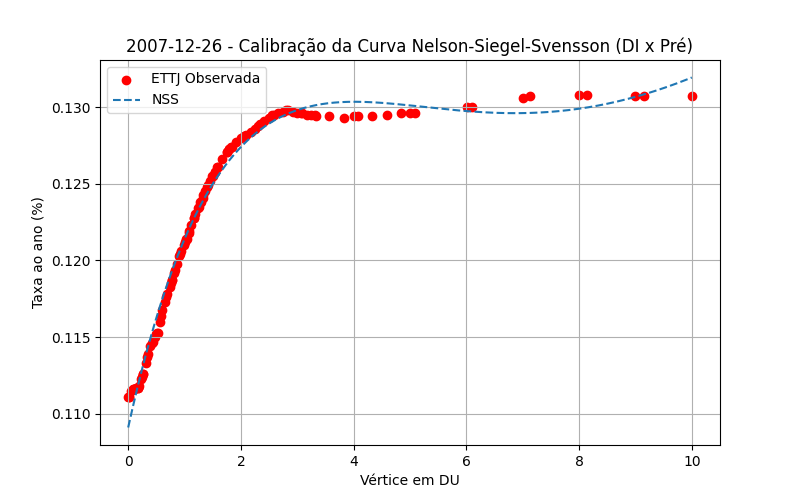 2007-12-26 - Calibração da Curva Nelson-Siegel-Svensson (DI x Pré)
ETTJ Observada
NSS
Taxa ao ano (%)
0.130
0.125
0.120
0.115
0.110
0 2 4 6 8 10
Vértice em DU